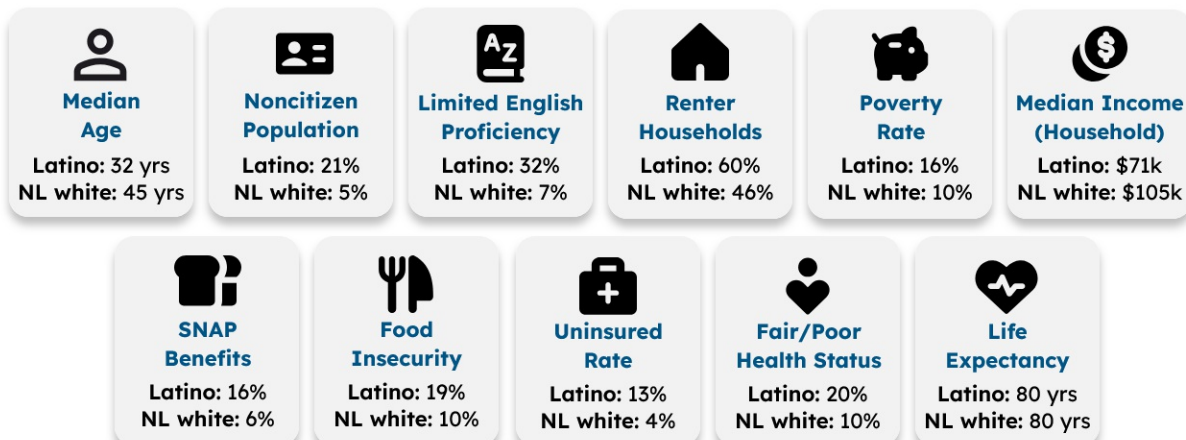 AZ
Median
Age
Latino: 32 yrs
NL white: 45 yrs
Noncitizen
Population
Latino: 21%
NL white: 5%
Limited English
Proficiency
Latino: 32%
NL white: 7%
Renter
Households
Latino: 60%
NL white: 46%
Poverty
Rate
Latino: 16%
NL white: 10%
Median Income
(Household)
Latino: $71k
NL white: $105k
SNAP
Benefits
Latino: 16%
NL white: 6%
Food
Insecurity
Latino: 19%
NL white: 10%
Uninsured
Rate
Latino: 13%
NL white: 4%
Fair/Poor
Health Status
Latino: 20%
NL white: 10%
Life
Expectancy
Latino: 80 yrs
NL white: 80 yrs